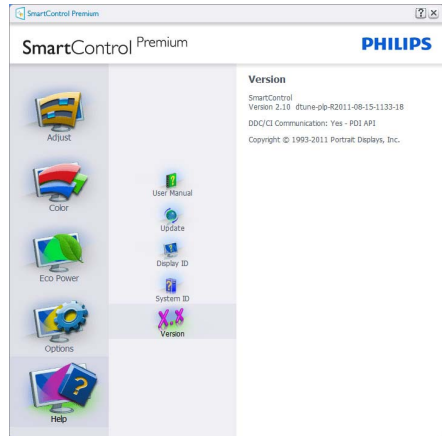 SmartControl Premium
SmartControl Premium
PHILIPS
Adjust
Color
Eco Power
Options
Help
User Manual
Update
Display ID
System ID
X.X
Version
Version
SmartControl
Version 2.10 dtune-plp-R2011-08-15-1133-18
DDC/CI Communication: Yes - PDI API
Copyright © 1993-2011 Portrait Displays, Inc.